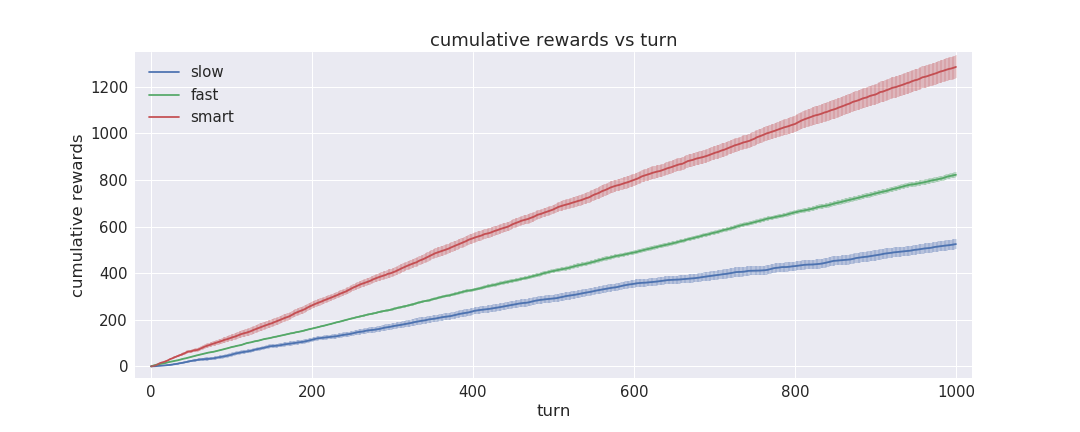 cumulative rewards vs turn
slow
fast
smart
cumulative rewards
1200
1000
800
600
400
200
0
0 200 400 600 800 1000
turn